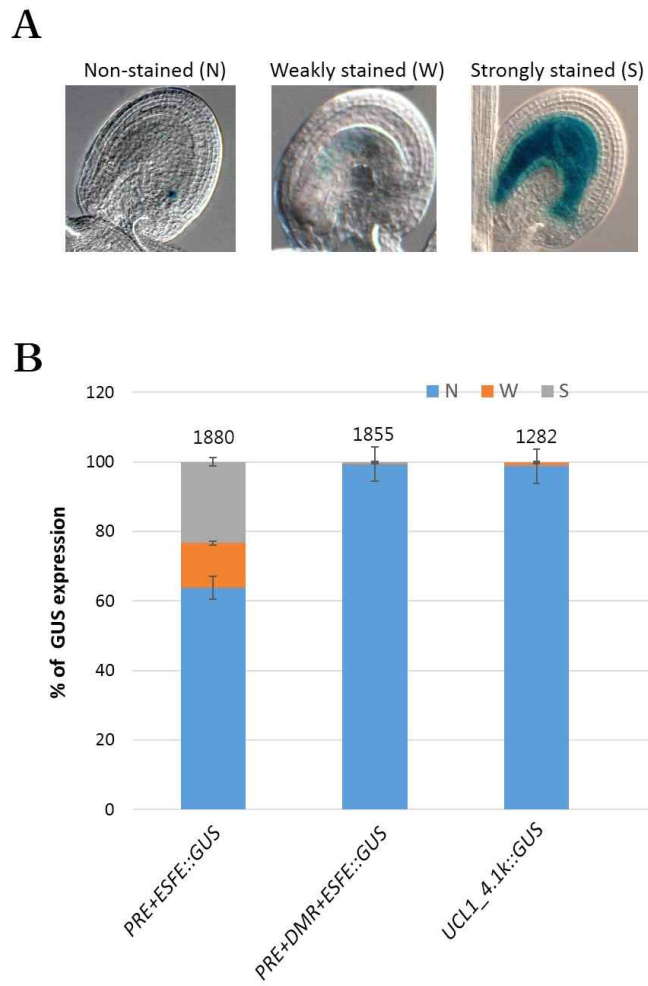 A
Non-stained (N)
Weakly stained (W)
Strongly stained (S)
B
120
N
W
S
1880
1855
1282
100
80
60
40
20
0
% of GUS expression
PRE+ESFE::GUS
PRE+DMR+ESFE::GUS
UCL1_4.1k::GUS